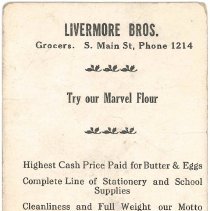 LIVERMORE BROS.
Grocers. S. Main St, Phone 1214
Try our Marvel Flour
Highest Cash Price Paid for Butter & Eggs
Complete Line of Stationery and School
Supplies
Cleanliness and Full Weight our Motto